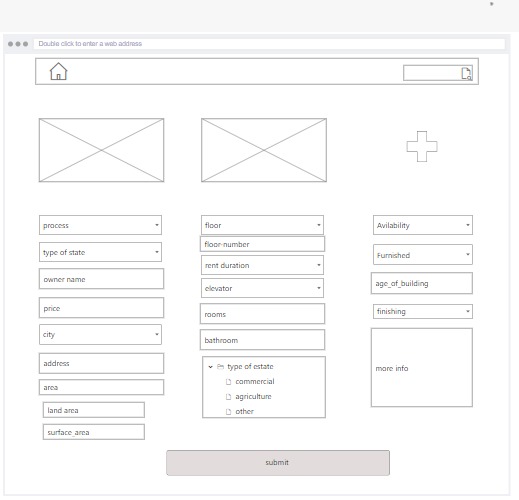 Double click to enter a web address
process
type of state
owner name
price
city
address
area
land area
surface_area
floor
floor-number
rent duration
elevator
rooms
bathroom
type of estate
commercial
agriculture
other
Avilability
Furnished
age_of_building
finishing
more info
submit